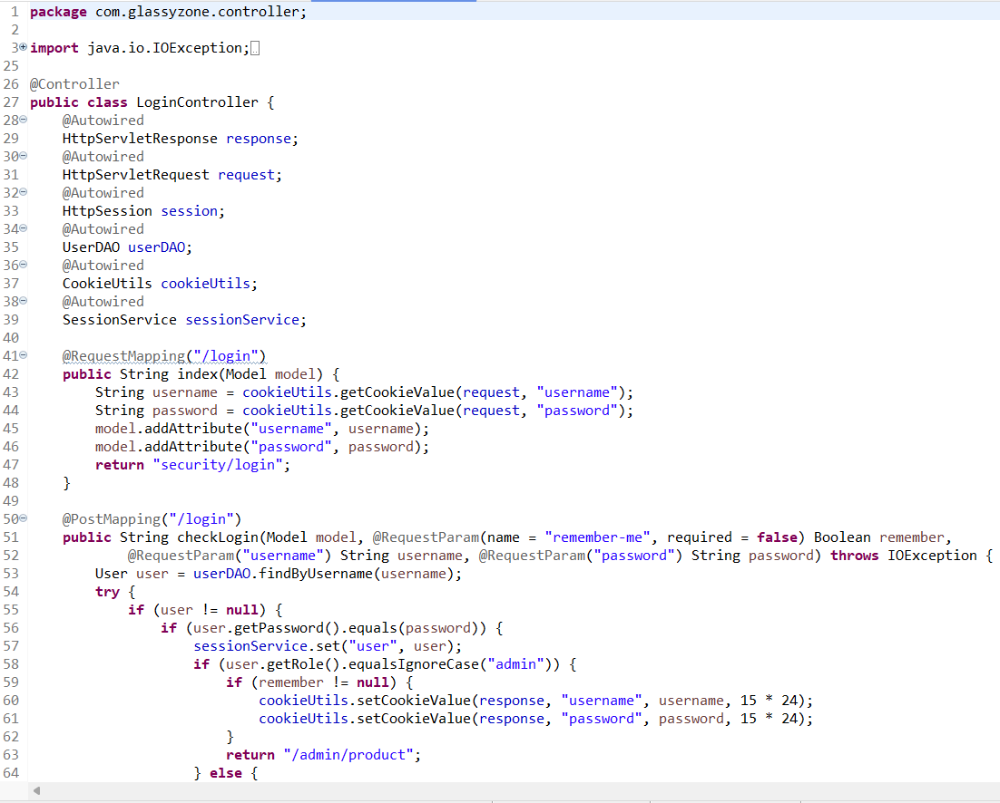 1 package com.glassyzone.controller;
2
3 import java.io.IOException;
25
26 @Controller
27 public class LoginController {
28     @Autowired
29     HttpServletResponse response;
30     @Autowired
31     HttpServletRequest request;
32     @Autowired
33     HttpSession session;
34     @Autowired
35     UserDAO userDAO;
36     @Autowired
37     CookieUtils cookieUtils;
38     @Autowired
39     SessionService sessionService;
40
41     @RequestMapping("/login")
42     public String index(Model model) {
43         String username = cookieUtils.getCookieValue(request, "username");
44         String password = cookieUtils.getCookieValue(request, "password");
45         model.addAttribute("username", username);
46         model.addAttribute("password", password);
47         return "security/login";
48     }
49
50     @PostMapping("/login")
51     public String checkLogin(Model model, @RequestParam(name = "remember-me", required = false) Boolean remember,
52             @RequestParam("username") String username, @RequestParam("password") String password) throws IOException {
53         User user = userDAO.findByUsername(username);
54         try {
55             if (user != null) {
56                 if (user.getPassword().equals(password)) {
57                     sessionService.set("user", user);
58                     if (user.getRole().equalsIgnoreCase("admin")) {
59                         if (remember != null) {
60                             cookieUtils.setCookieValue(response, "username", username, 15 * 24);
61                             cookieUtils.setCookieValue(response, "password", password, 15 * 24);
62                         }
63                         return "/admin/product";
64                     } else {